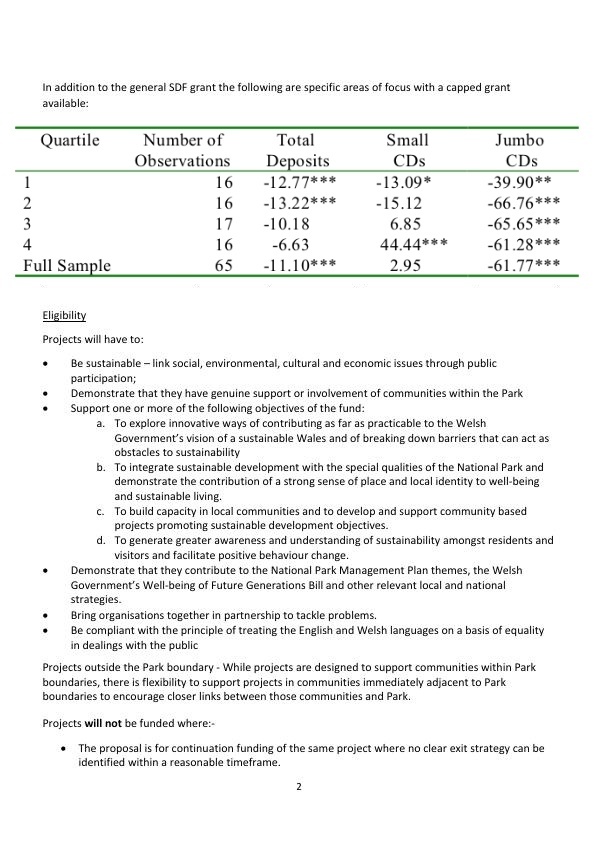 In addition to the general SDF grant the following are specific areas of focus with a capped grant
available:
Quartile Number of Total Small Jumbo
Observations Deposits CDs CDs
1 16 -12.77*** -13.09* -39.90**
2 16 -13.22*** -15.12 -66.76***
3 17 -10.18 6.85 -65.65***
4 16 -6.63 44.44*** -61.28***
Full Sample 65 -11.10*** 2.95 -61.77***
Eligibility
Projects will have to:
• Be sustainable – link social, environmental, cultural and economic issues through public
participation;
• Demonstrate that they have genuine support or involvement of communities within the Park
• Support one or more of the following objectives of the fund:
a. To explore innovative ways of contributing as far as practicable to the Welsh
Government's vision of a sustainable Wales and of breaking down barriers that can act as
obstacles to sustainability
b. To integrate sustainable development with the special qualities of the National Park and
demonstrate the contribution of a strong sense of place and local identity to well-being
and sustainable living.
c. To build capacity in local communities and to develop and support community based
projects promoting sustainable development objectives.
d. To generate greater awareness and understanding of sustainability amongst residents and
visitors and facilitate positive behaviour change.
• Demonstrate that they contribute to the National Park Management Plan themes, the Welsh
Government's Well-being of Future Generations Bill and other relevant local and national
strategies.
• Bring organisations together in partnership to tackle problems.
• Be compliant with the principle of treating the English and Welsh languages on a basis of equality
in dealings with the public
Projects outside the Park boundary - While projects are designed to support communities within Park
boundaries, there is flexibility to support projects in communities immediately adjacent to Park
boundaries to encourage closer links between those communities and Park.
Projects will not be funded where:-
• The proposal is for continuation funding of the same project where no clear exit strategy can be
identified within a reasonable timeframe.
2